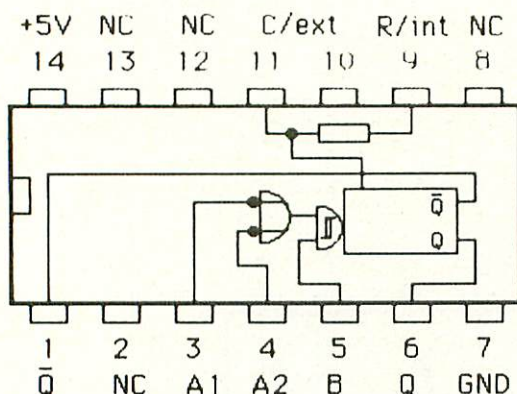 +5V NC NC C/ext R/int NC
14 13 12 11 10 9 8
Q̅
Q
1 2 3 4 5 6 7
Q̅ NC A1 A2 B Q GND